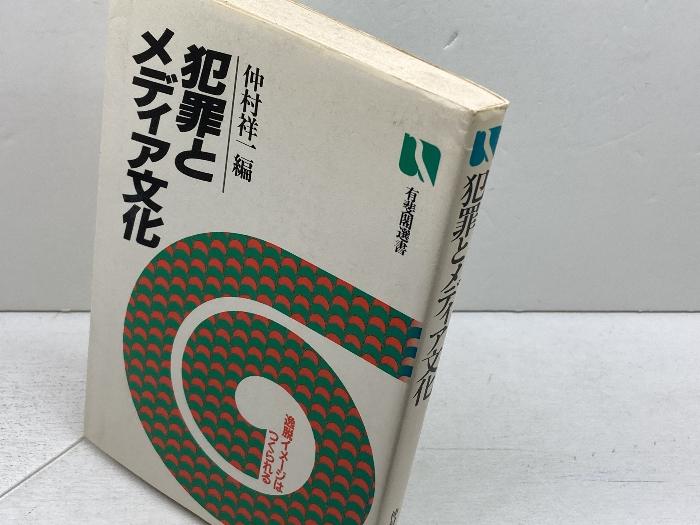 犯罪と
メディア文化
仲村祥一編
有斐閣選書
逸脱イメージは
つくられる
犯罪とメディア文化